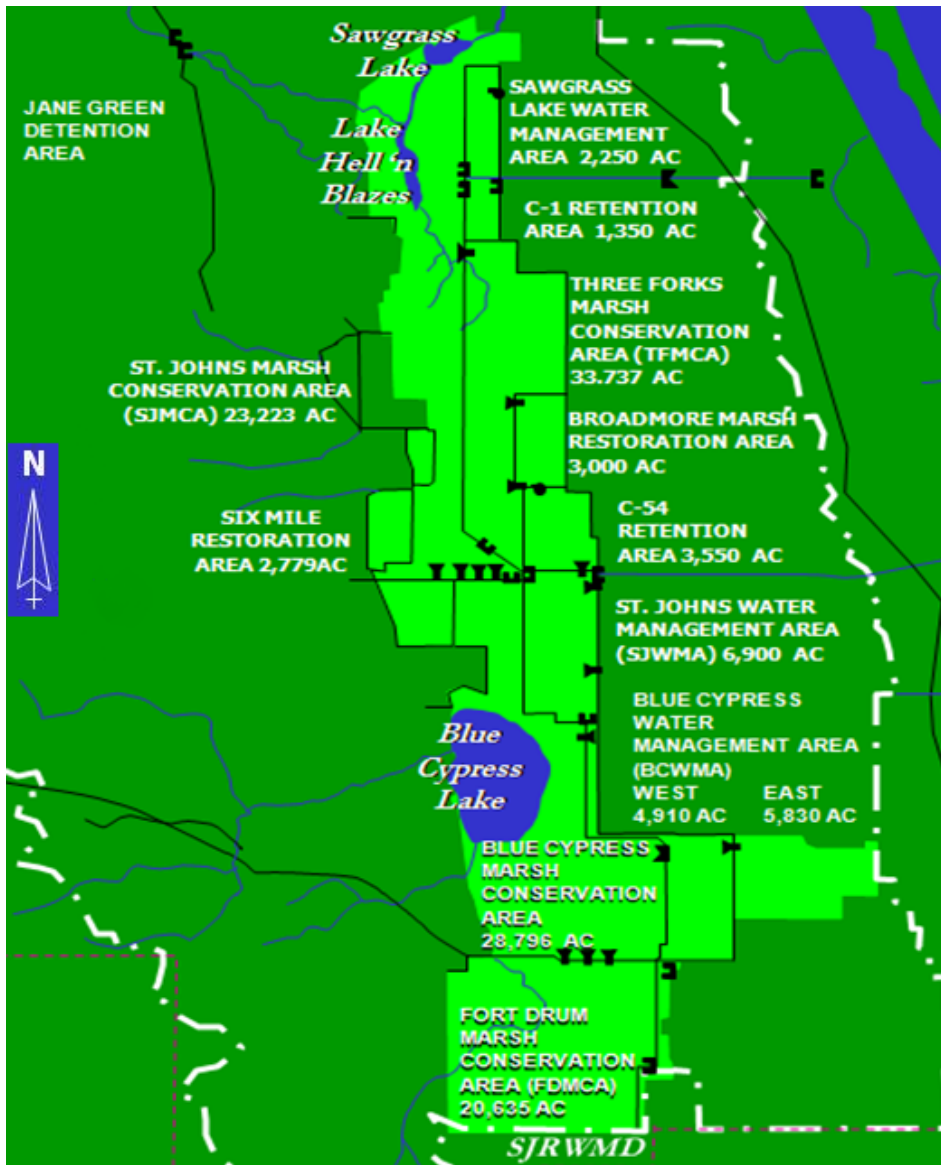 Sawgrass
Lake
JANE GREEN
DETENTION
AREA
SAWGRASS
LAKE WATER
MANAGEMENT
AREA 2,250 AC
Lake
Hell 'n
Blazes
C-1 RETENTION
AREA 1,350 AC
THREE FORKS
MARSH
CONSERVATION
AREA (TFMCA)
33.737 AC
ST. JOHNS MARSH
CONSERVATION AREA
(SJMCA) 23,223 AC
BROADMORE MARSH
RESTORATION AREA
3,000 AC
N
SIX MILE
RESTORATION
AREA 2,779AC
C-54
RETENTION
AREA 3,550 AC
ST. JOHNS WATER
MANAGEMENT AREA
(SJWMA) 6,900 AC
BLUE CYPRESS
WATER
MANAGEMENT AREA
(BCWMA)
WEST EAST
4,910 AC 5,830 AC
Blue
Cypress
Lake
BLUE CYPRESS
MARSH
CONSERVATION
AREA
28,796 AC
FORT DRUM
MARSH
CONSERVATION
AREA (FDMCA)
20,635 AC
SJRWMD